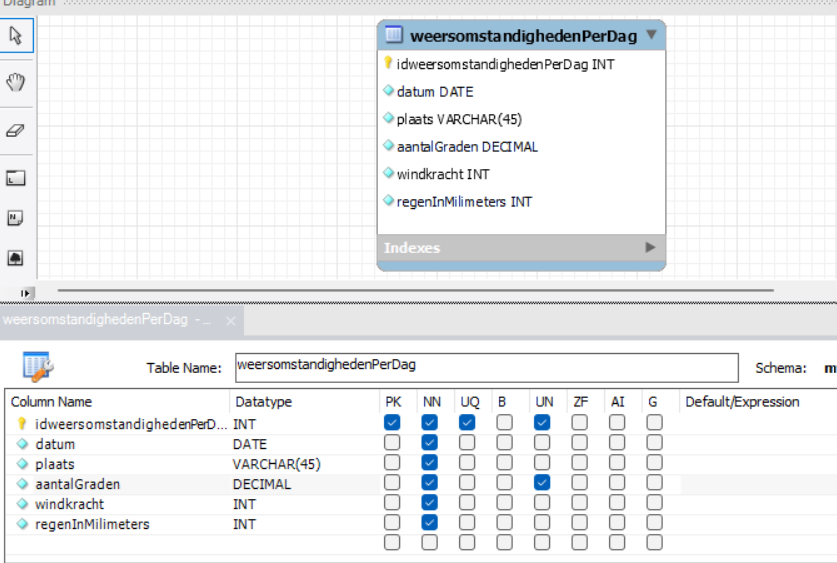 Diagram
weersomstandighedenPerDag
idweersomstandighedenPerDag INT
datum DATE
plaats VARCHAR(45)
aantalGraden DECIMAL
windkracht INT
regenInMilimeters INT
Indexes
weersomstandighedenPerDag - ...
Table Name: weersomstandighedenPerDag Schema: m
Column Name Datatype PK NN UQ B UN ZF AI G Default/Expression
idweersomstandighedenPerD... INT
datum DATE
plaats VARCHAR(45)
aantalGraden DECIMAL
windkracht INT
regenInMilimeters INT